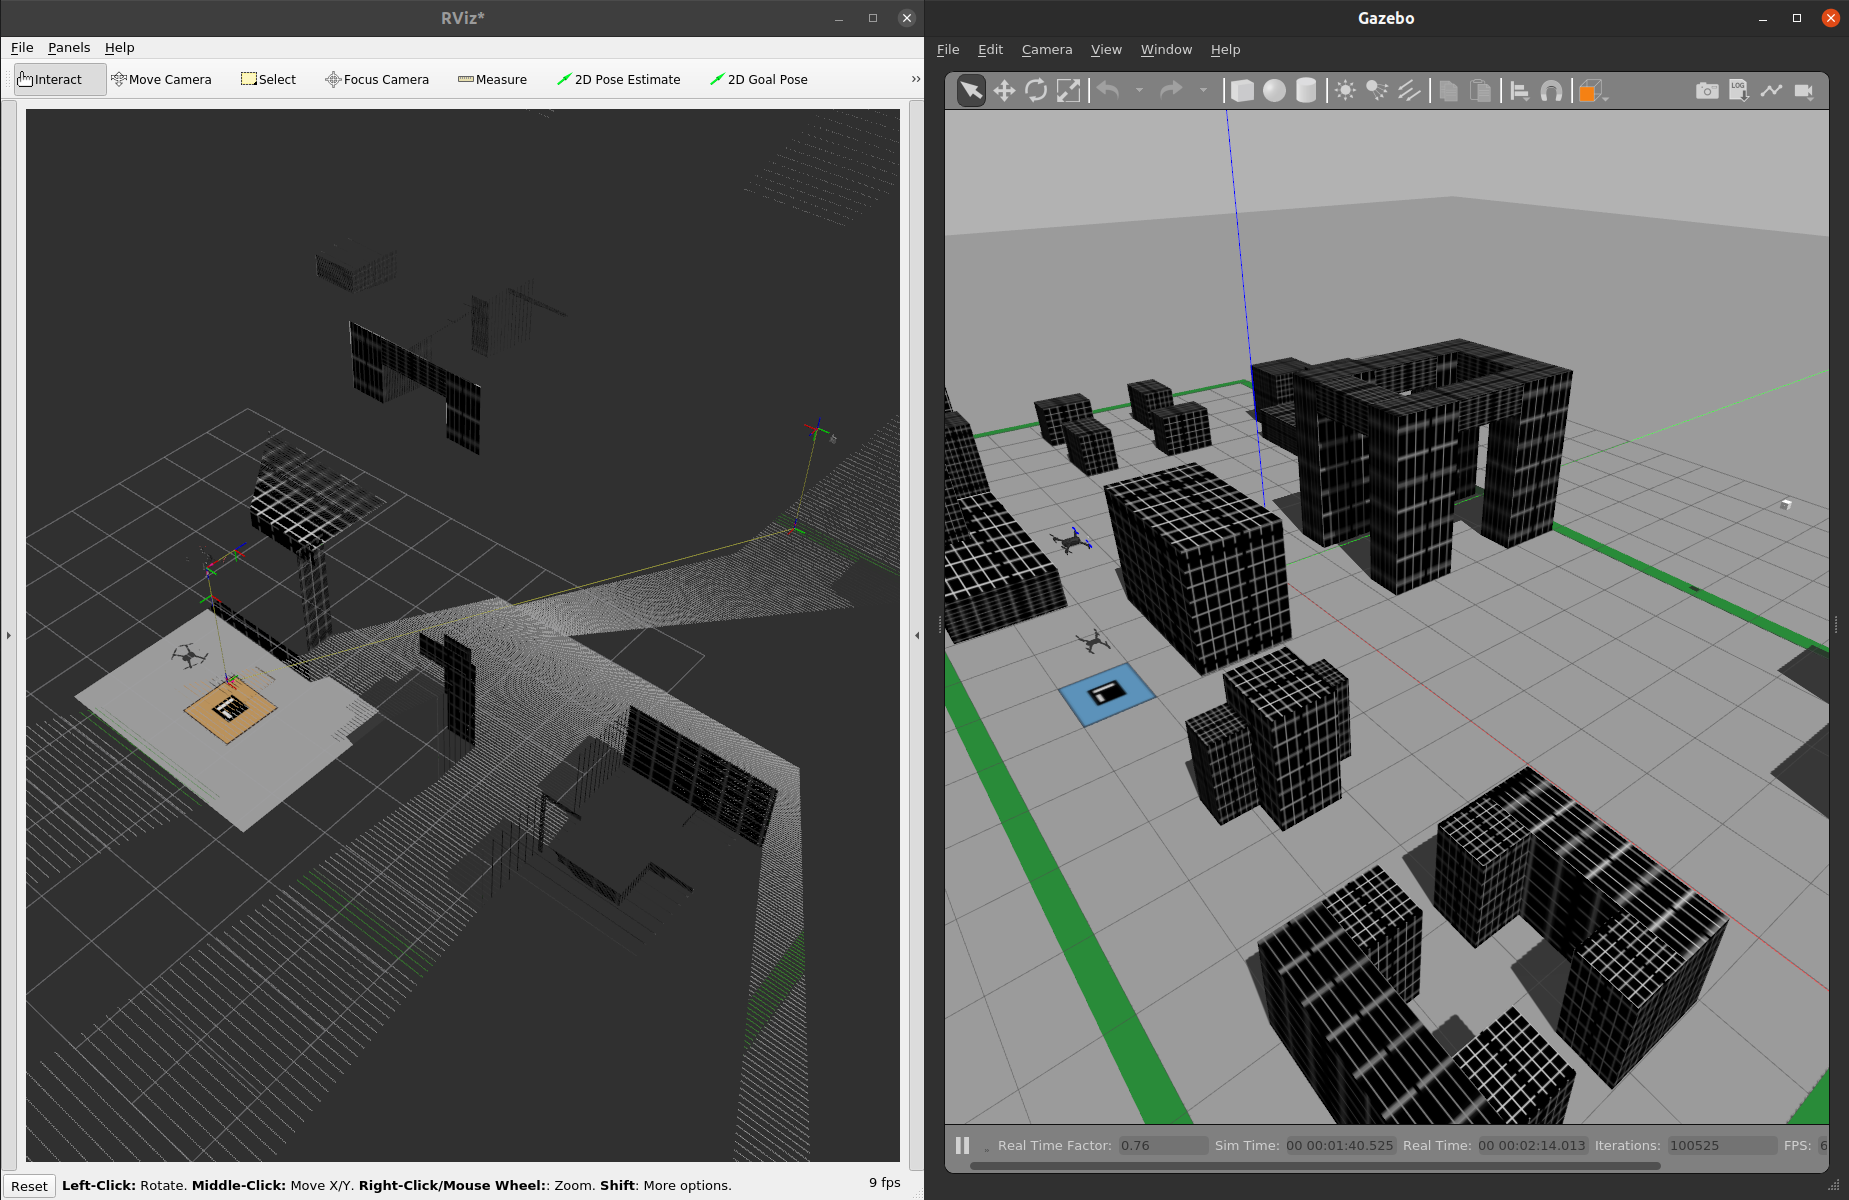 RViz*
File Panels Help
Interact Move Camera Select Focus Camera Measure 2D Pose Estimate 2D Goal Pose
Reset Left-Click: Rotate. Middle-Click: Move X/Y. Right-Click/Mouse Wheel:: Zoom. Shift: More options. 9 fps
Gazebo
File Edit Camera View Window Help
LOG
Real Time Factor: 0.76 Sim Time: 00 00:01:40.525 Real Time: 00 00:02:14.013 Iterations: 100525 FPS: 6